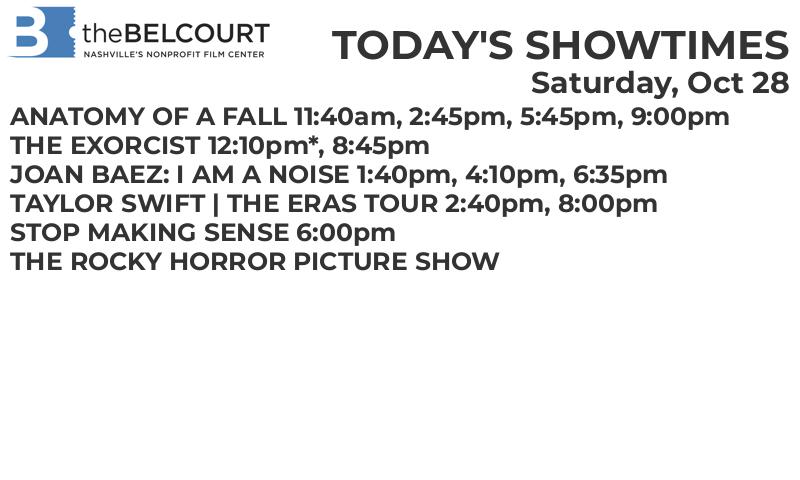 B theBELCOURT
NASHVILLE'S NONPROFIT FILM CENTER
TODAY'S SHOWTIMES
Saturday, Oct 28
ANATOMY OF A FALL 11:40am, 2:45pm, 5:45pm, 9:00pm
THE EXORCIST 12:10pm*, 8:45pm
JOAN BAEZ: I AM A NOISE 1:40pm, 4:10pm, 6:35pm
TAYLOR SWIFT | THE ERAS TOUR 2:40pm, 8:00pm
STOP MAKING SENSE 6:00pm
THE ROCKY HORROR PICTURE SHOW